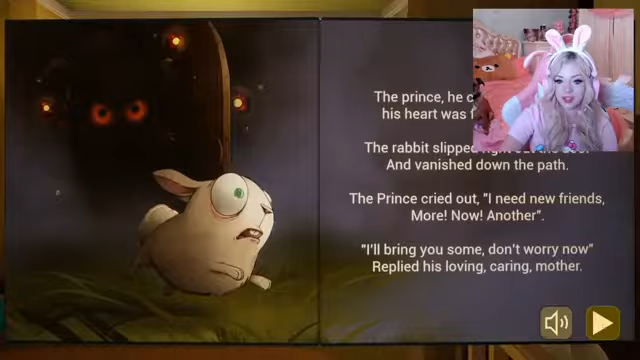 The prince, he
his heart was
The rabbit slipped
And vanished down the path.
The Prince cried out, "I need new friends,
More! Now! Another".
"I'll bring you some, don't worry now"
Replied his loving, caring, mother.